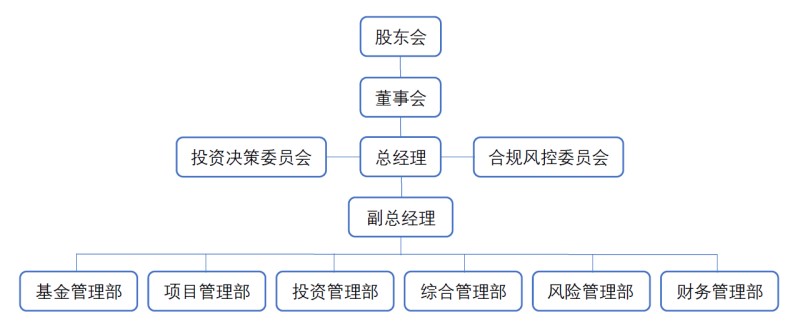 股东会
董事会
投资决策委员会
总经理
合规风控委员会
副总经理
基金管理部
项目管理部
投资管理部
综合管理部
风险管理部
财务管理部